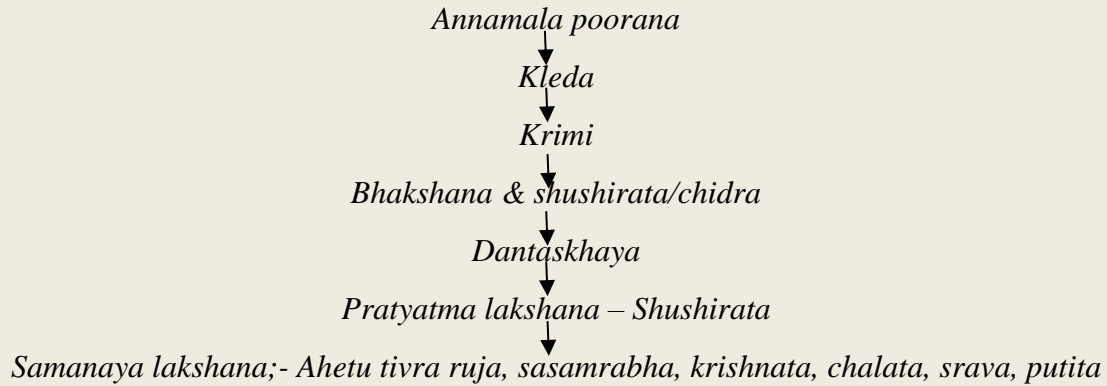 Annamala poorana
Kleda
Krimi
Bhakshana & shushirata/chidra
Dantaskhaya
Pratyatma lakshana – Shushirata
Samanaya lakshana;- Ahetu tivra ruja, sasamrabha, krishnata, chalata, srava, putita